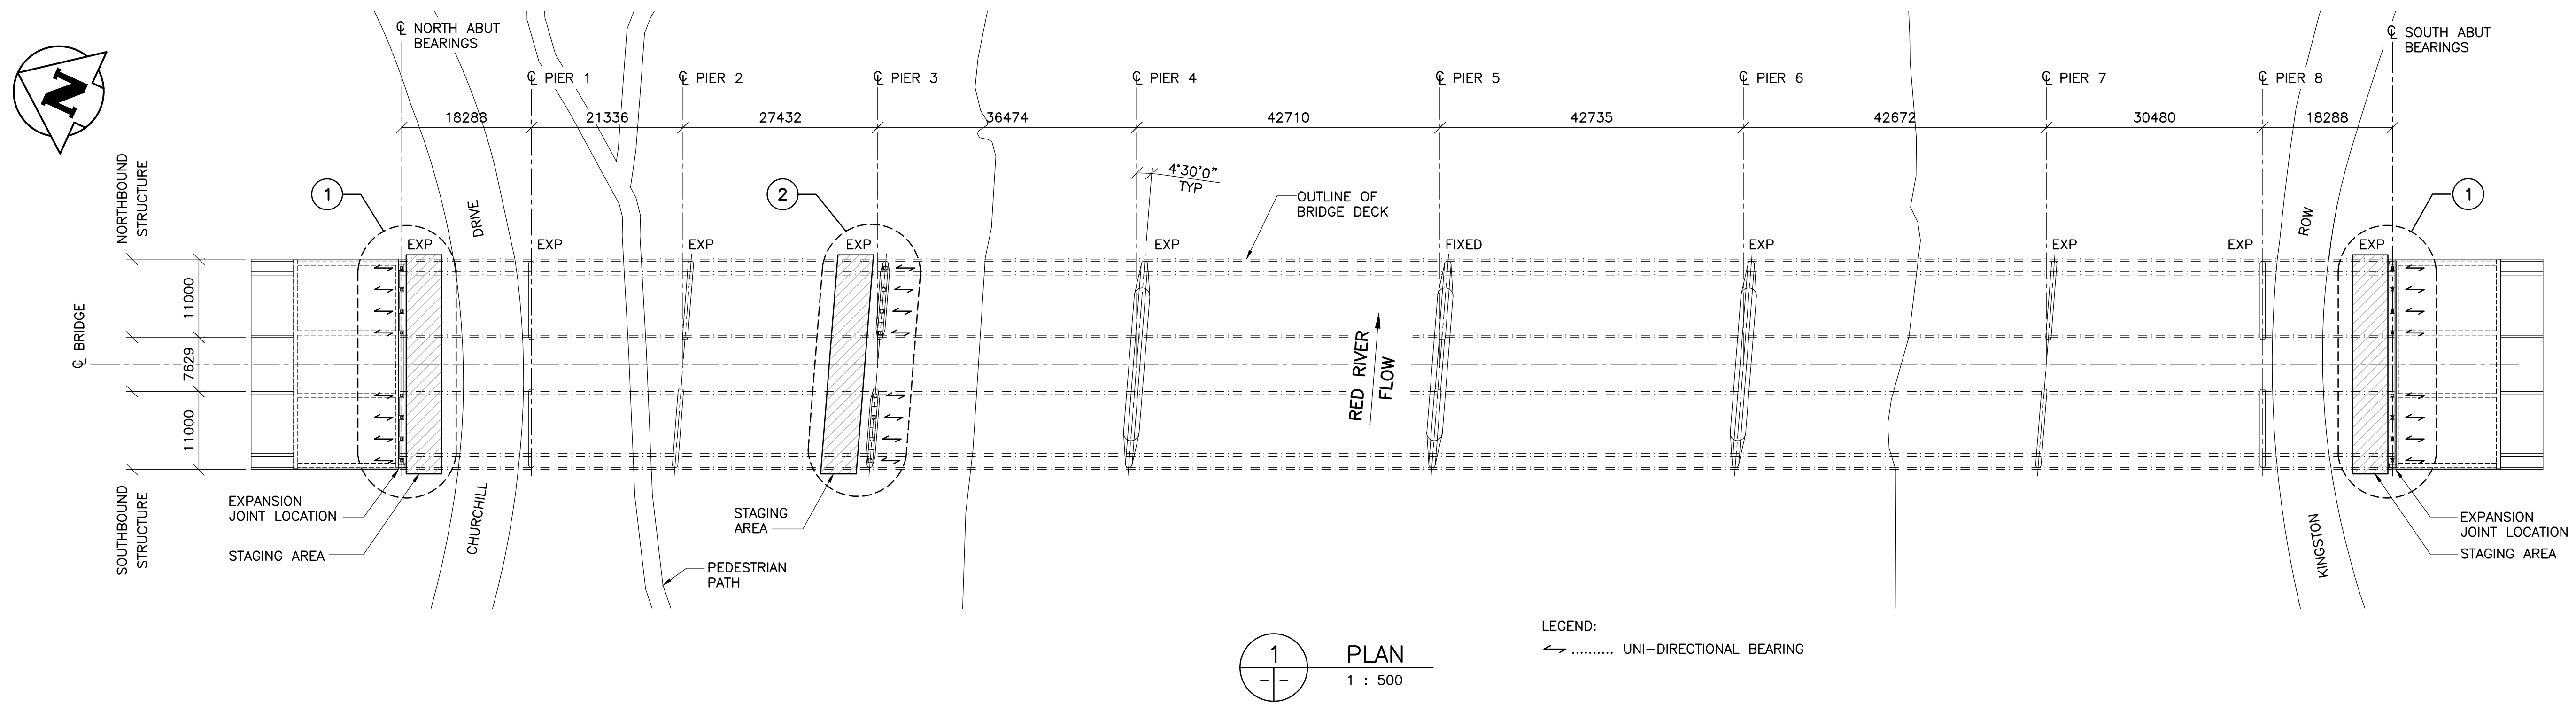 N
℄ NORTH ABUT
BEARINGS
℄ PIER 1
℄ PIER 2
℄ PIER 3
℄ PIER 4
℄ PIER 5
℄ PIER 6
℄ PIER 7
℄ PIER 8
℄ SOUTH ABUT
BEARINGS
18288
21336
27432
36474
42710
42735
42672
30480
18288
4°30'0"
TYP
NORTHBOUND
STRUCTURE
1
2
1
DRIVE
OUTLINE OF
BRIDGE DECK
ROW
EXP
EXP
EXP
EXP
EXP
FIXED
EXP
EXP
EXP
EXP
11000
7629
11000
℄ BRIDGE
RED RIVER
FLOW
SOUTHBOUND
STRUCTURE
EXPANSION
JOINT LOCATION
STAGING AREA
CHURCHILL
STAGING
AREA
PEDESTRIAN
PATH
KINGSTON
EXPANSION
JOINT LOCATION
STAGING AREA
1
- -
PLAN
1 : 500
LEGEND:
.......... UNI-DIRECTIONAL BEARING